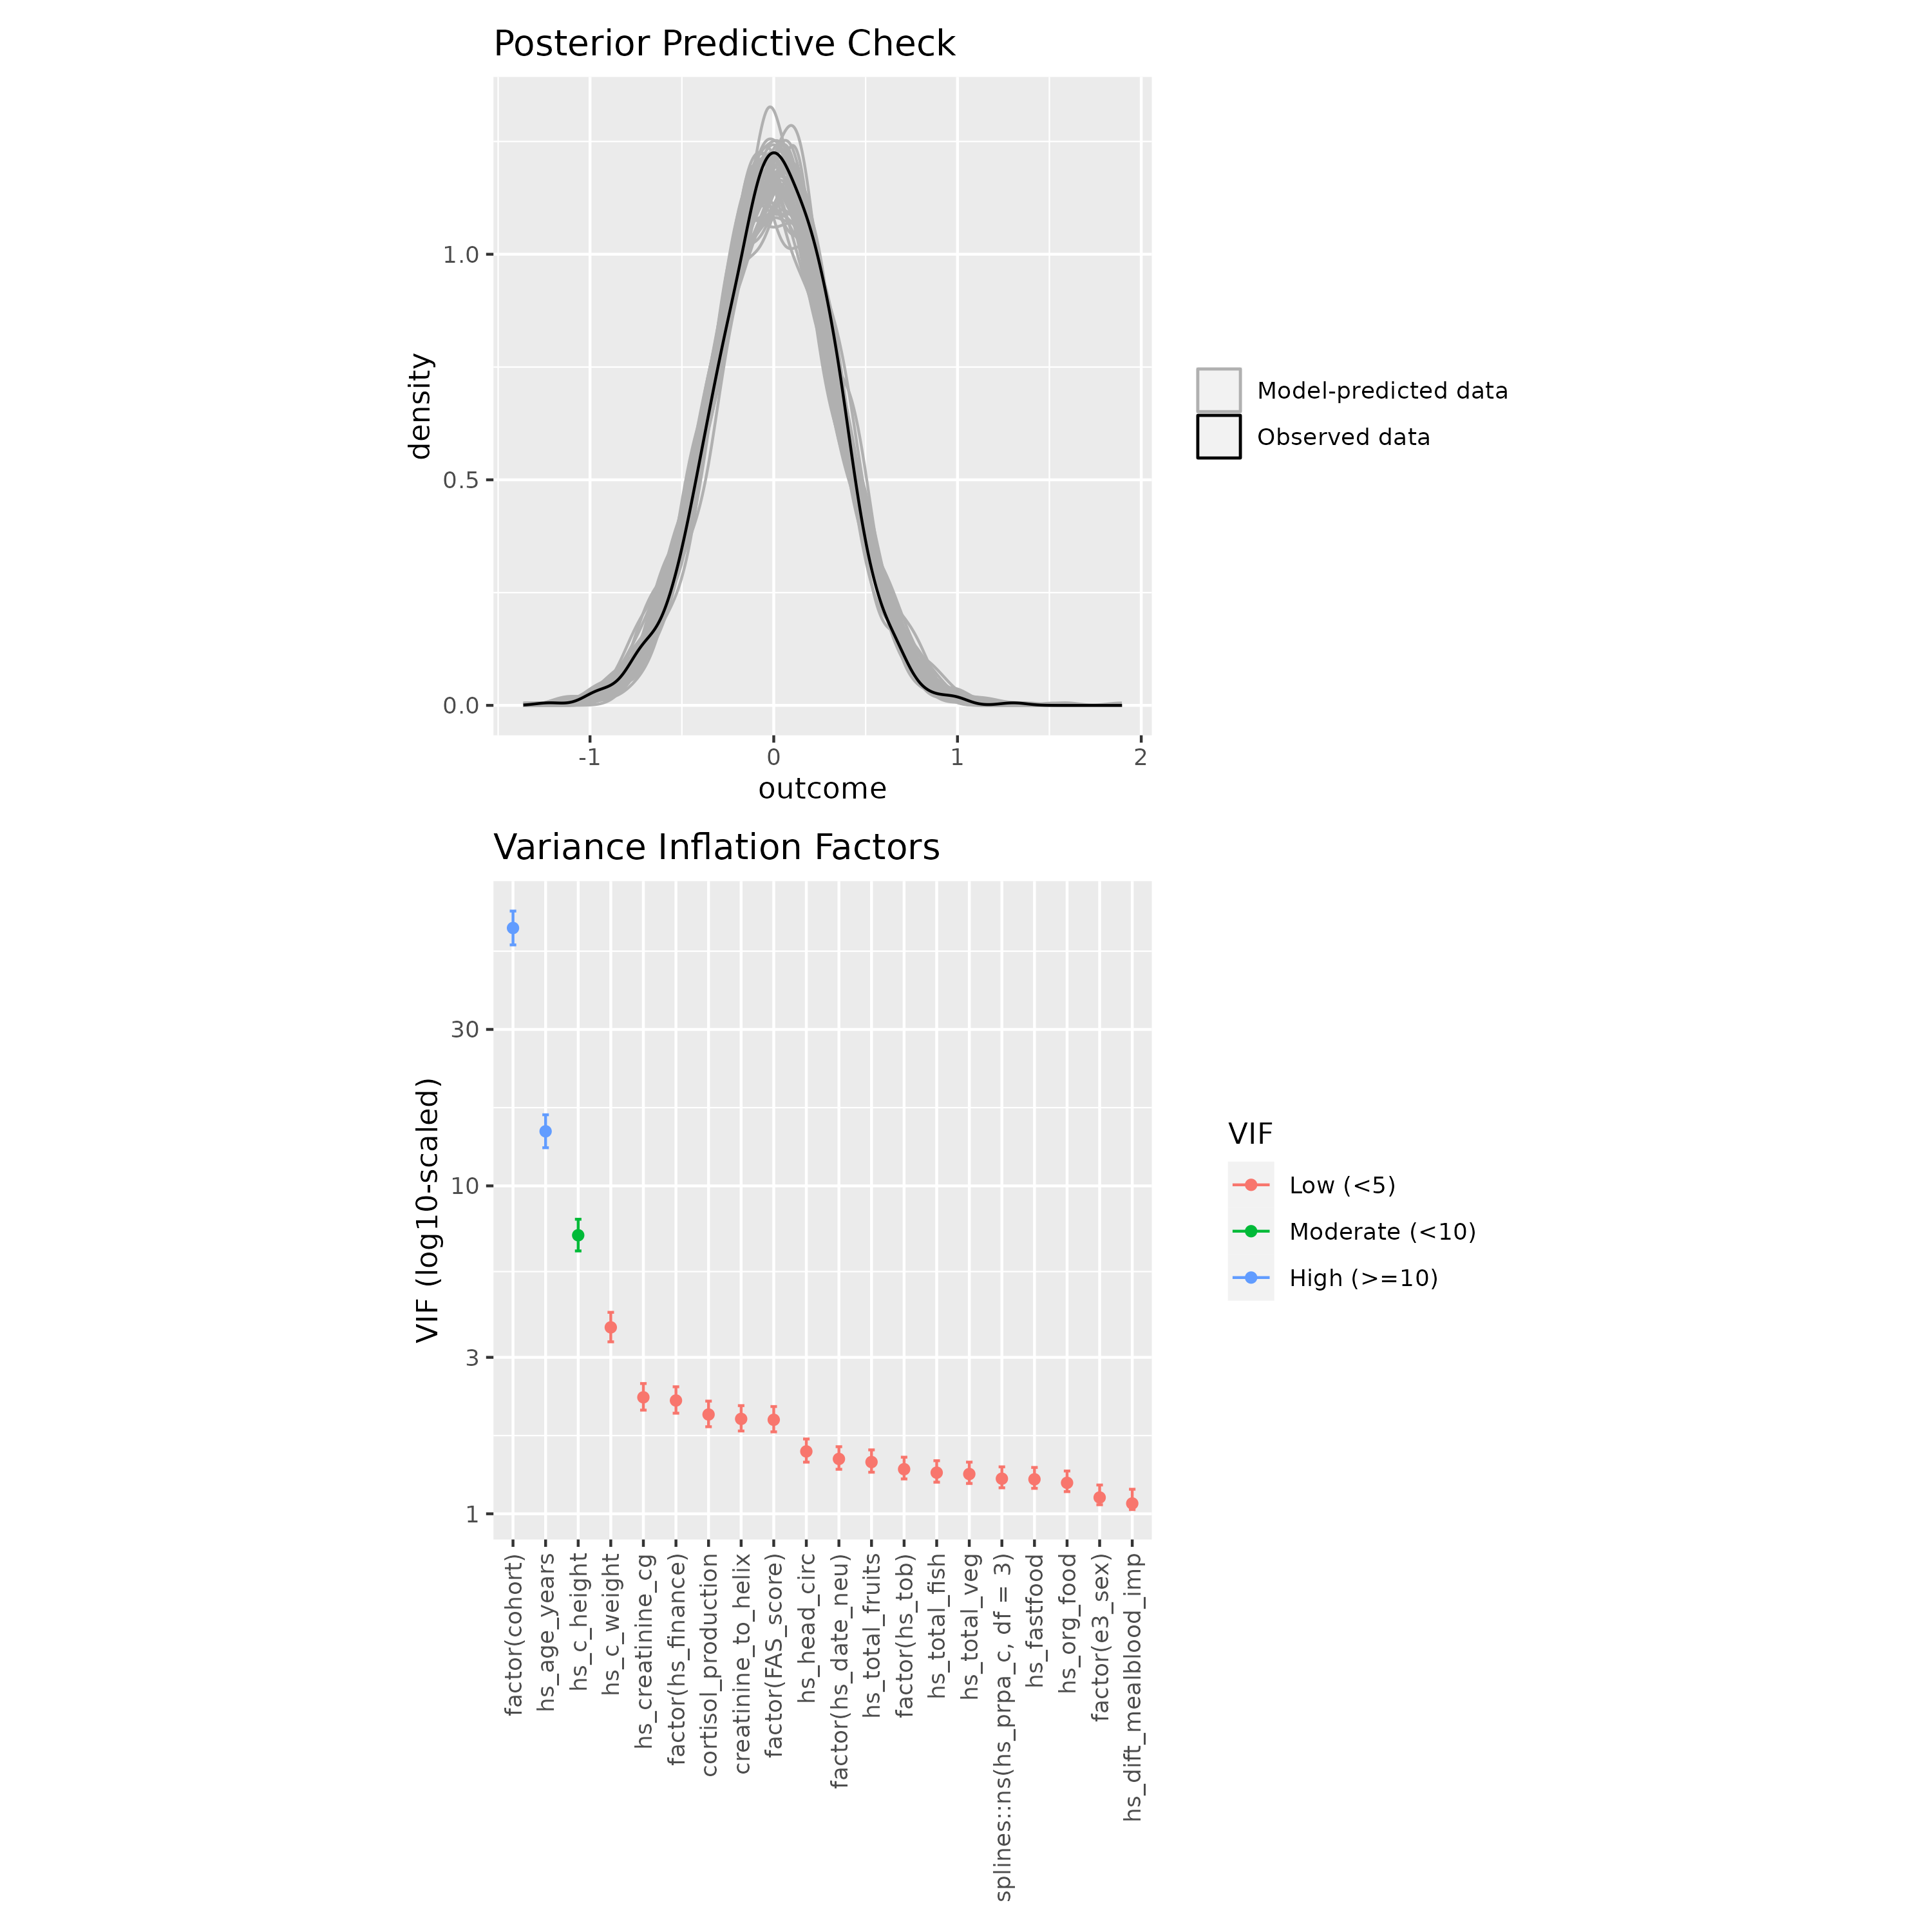 Posterior Predictive Check
density
1.0
0.5
0.0
-1
0
1
2
outcome
Model-predicted data
Observed data
Variance Inflation Factors
VIF (log10-scaled)
30
10
3
1
factor(cohort)
hs_age_years
hs_c_height
hs_c_weight
hs_creatinine_cg
factor(hs_finance)
cortisol_production
creatinine_to_helix
factor(FAS_score)
hs_head_circ
factor(hs_date_neu)
hs_total_fruits
factor(hs_tob)
hs_total_fish
hs_total_veg
splines::ns(hs_prpa_c, df = 3)
hs_fastfood
hs_org_food
factor(e3_sex)
hs_dift_mealblood_imp
VIF
Low (<5)
Moderate (<10)
High (>=10)